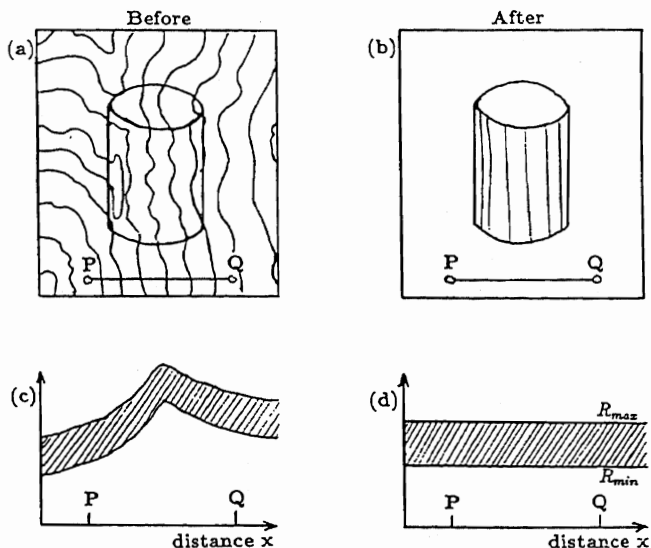 Before
After
(a)
(b)
P
Q
P
Q
(c)
(d)
R_max
R_min
P
Q
P
Q
distance x
distance x